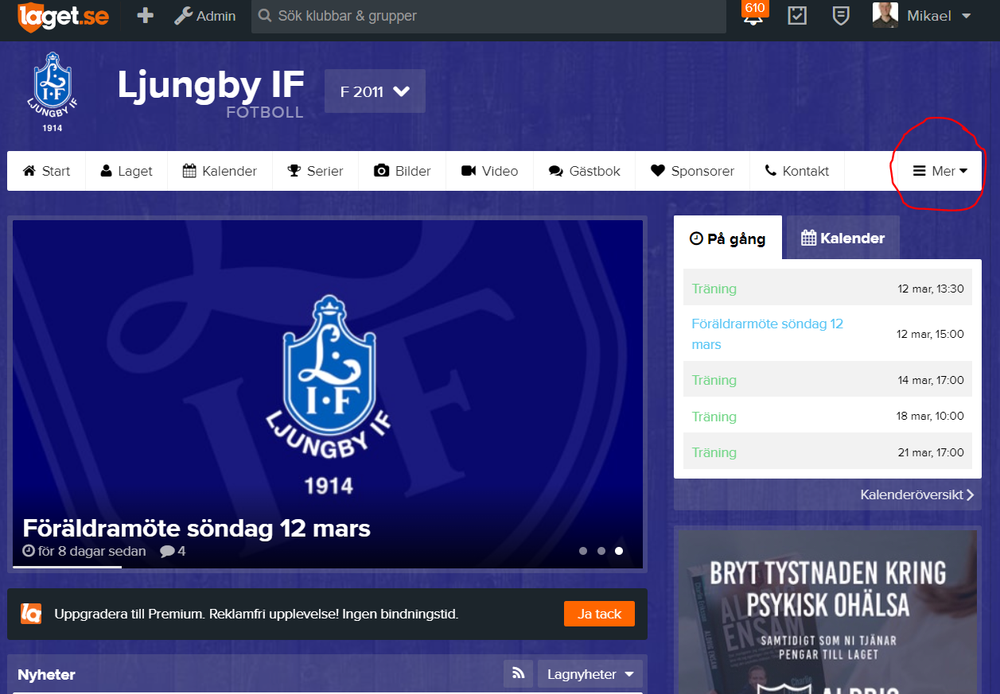 laget.se
Admin
Sök klubbar & grupper
610
Mikael
LJUNGBY IF
1914
Ljungby IF
FOTBOLL
F 2011
Start
Laget
Kalender
Serier
Bilder
Video
Gästbok
Sponsorer
Kontakt
Mer
L
I·F
LJUNGBY IF
1914
Föräldramöte söndag 12 mars
för 8 dagar sedan
4
På gång
Kalender
Träning
12 mar, 13:30
Föräldrarmöte söndag 12
mars
12 mar, 15:00
Träning
14 mar, 17:00
Träning
18 mar, 10:00
Träning
21 mar, 17:00
Kalenderöversikt
la
Uppgradera till Premium. Reklamfri upplevelse! Ingen bindningstid.
Ja tack
BRYT TYSTNADEN KRING
PSYKISK OHÄLSA
ALDRIG
ENSAM
SAMTIDIGT SOM NI TJÄNAR
PENGAR TILL LAGET
Nyheter
Lagnyheter